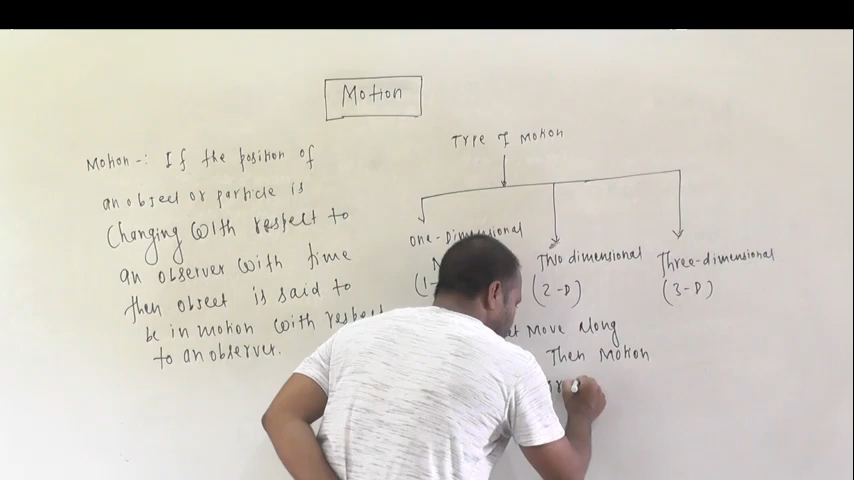 Motion
Motion -: If the position of
an object or particle is
Changing with respect to
an observer with time
then object is said to
be in motion with respect
to an observer.
Type of Motion
one-Dimensional
(1-
Two dimensional
(2-D)
Three-dimensional
(3-D)
Move along
Then Motion